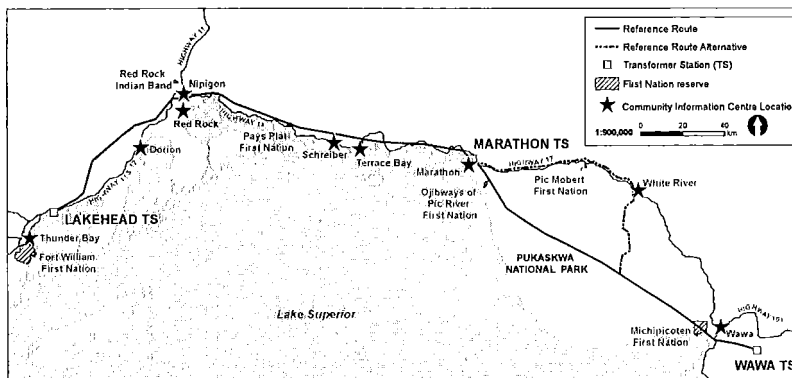 HIGHWAY 11
Red Rock
Indian Band
Nipigon
Red Rock
HIGHWAY 17
Dorion
HIGHWAY 11 & 17
LAKEHEAD TS
Thunder Bay
Fort William
First Nation
Pays Platt
First Nation
Schreiber
Terrace Bay
MARATHON TS
Marathon
HIGHWAY 17
Ojibways of
Pic River
First Nation
Pic Mobert
First Nation
White River
PUKASKWA
NATIONAL PARK
Lake Superior
Michipicoten
First Nation
Wawa
HIGHWAY 101
WAWA TS
Reference Route
Reference Route Alternative
Transformer Station (TS)
First Nation reserve
Community Information Centre Location
1:900,000
0 20 40
km